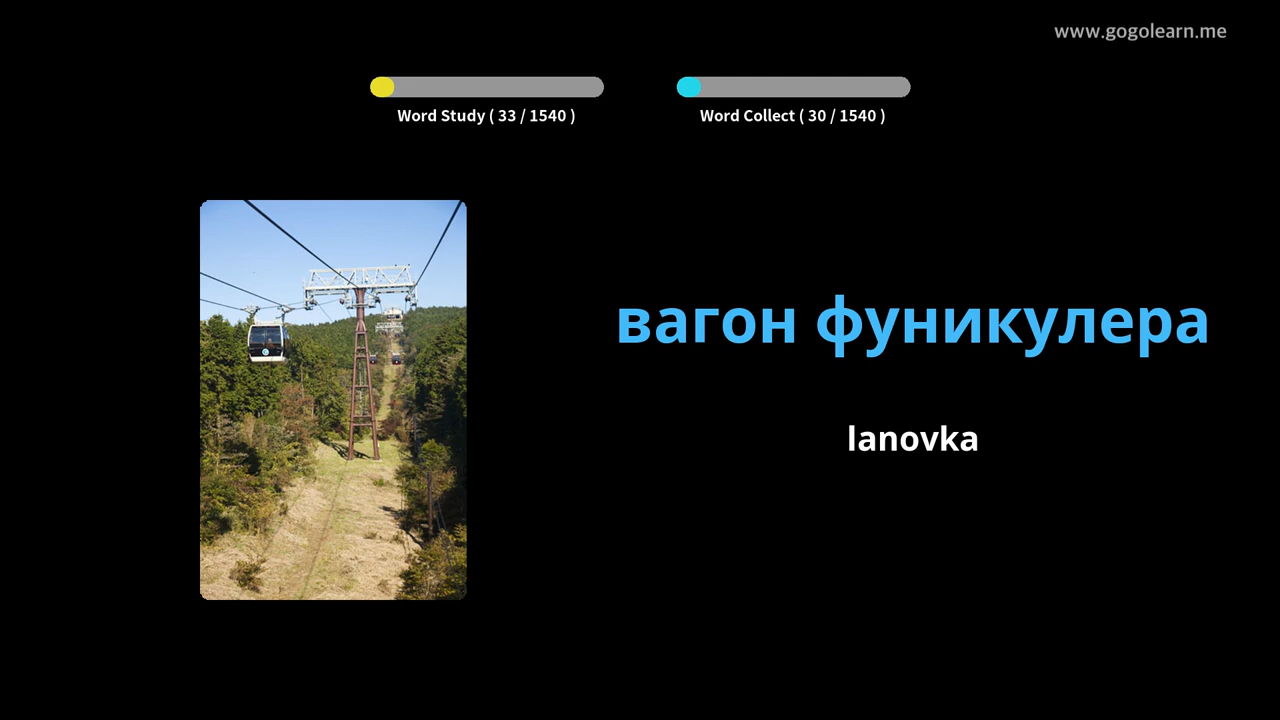 www.gogolearn.me
Word Study ( 33 / 1540 )
Word Collect ( 30 / 1540 )
вагон фуникулера
lanovka